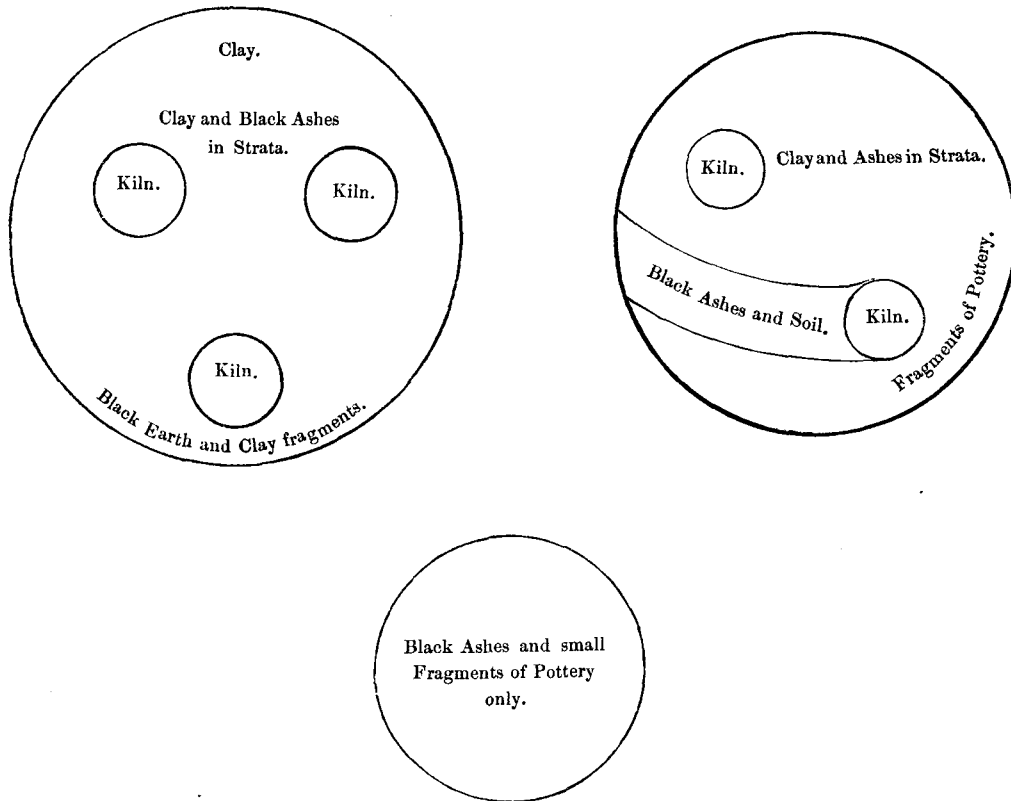 Clay.
Clay and Black Ashes
in Strata.
Kiln.
Kiln.
Kiln.
Black Earth and Clay fragments.
Kiln.
Clay and Ashes in Strata.
Black Ashes and Soil.
Kiln.
Fragments of Pottery.
Black Ashes and small
Fragments of Pottery
only.